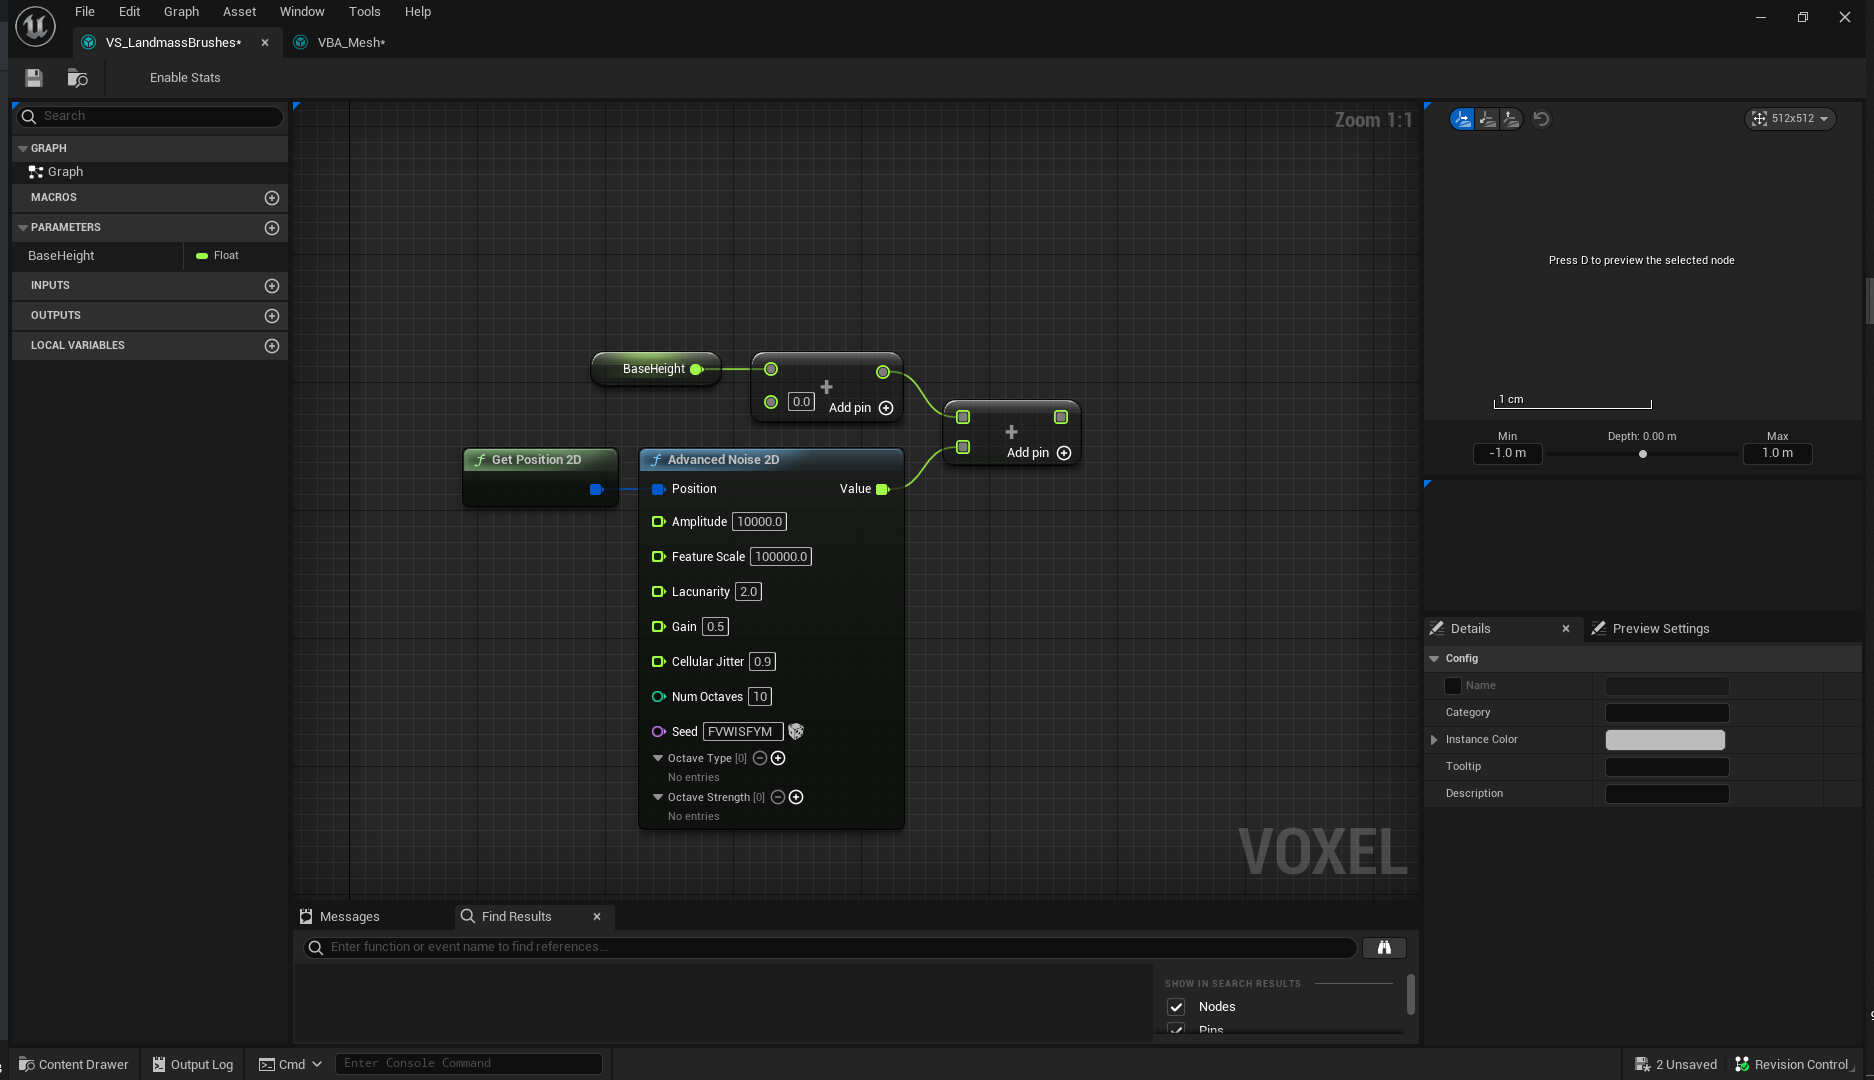 File Edit Graph Asset Window Tools Help
VS_LandmassBrushes*
VBA_Mesh*
Enable Stats
Search
GRAPH
Graph
MACROS
PARAMETERS
BaseHeight Float
INPUTS
OUTPUTS
LOCAL VARIABLES
Zoom 1:1
BaseHeight
0.0
Add pin
Add pin
Get Position 2D
Advanced Noise 2D
Position Value
Amplitude 10000.0
Feature Scale 100000.0
Lacunarity 2.0
Gain 0.5
Cellular Jitter 0.9
Num Octaves 10
Seed FVWISFYM
Octave Type [0]
No entries
Octave Strength [0]
No entries
VOXEL
512x512
Press D to preview the selected node
1 cm
Min Depth: 0.00 m Max
-1.0 m 1.0 m
Details Preview Settings
Config
Name
Category
Instance Color
Tooltip
Description
Messages Find Results
Enter function or event name to find references...
SHOW IN SEARCH RESULTS
Nodes
Pins
Content Drawer Output Log Cmd Enter Console Command 2 Unsaved Revision Control